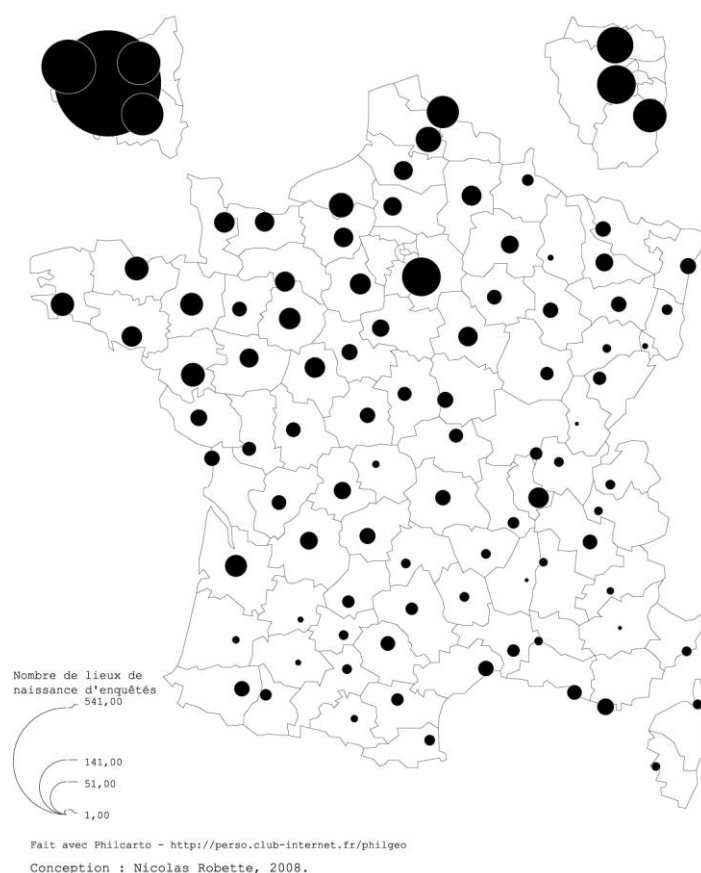 Nombre de lieux de
naissance d'enquêtés
541,00
141,00
51,00
1,00
Fait avec Philcarto - http://perso.club-internet.fr/philgeo
Conception : Nicolas Robette, 2008.